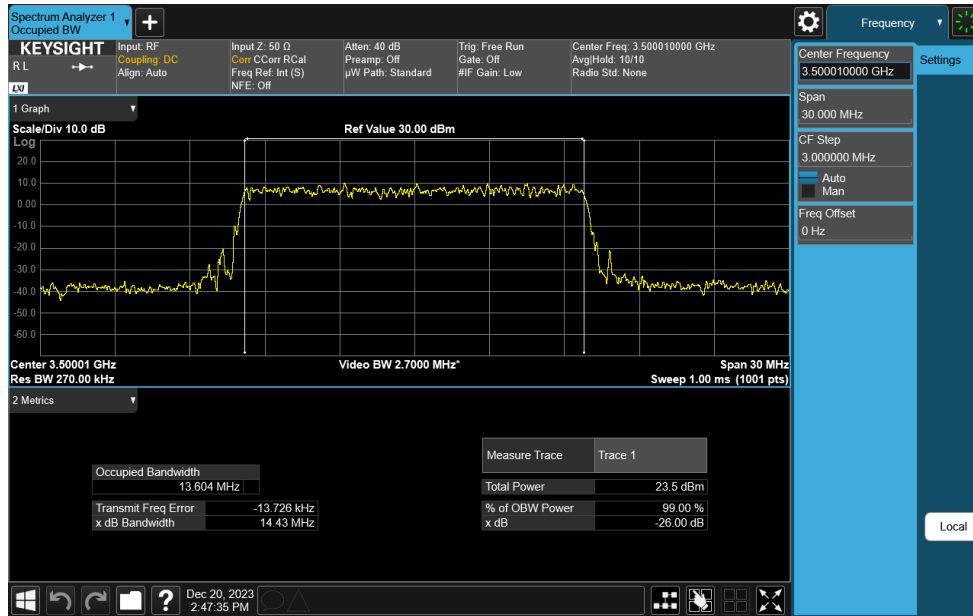 Spectrum Analyzer 1
Occupied BW
Frequency
KEYSIGHT
R L
LXI
Input: RF
Coupling: DC
Align: Auto
Input Z: 50 Ω
Corr CCorr RCal
Freq Ref: Int (S)
NFE: Off
Atten: 40 dB
Preamp: Off
µW Path: Standard
Trig: Free Run
Gate: Off
#IF Gain: Low
Center Freq: 3.500010000 GHz
Avg|Hold: 10/10
Radio Std: None
Center Frequency
3.500010000 GHz
Settings
Span
30.000 MHz
CF Step
3.000000 MHz
Auto
Man
Freq Offset
0 Hz
Local
1 Graph
Scale/Div 10.0 dB
Ref Value 30.00 dBm
Log
20.0
10.0
0.00
-10.0
-20.0
-30.0
-40.0
-50.0
-60.0
Center 3.50001 GHz
Video BW 2.7000 MHz*
Span 30 MHz
Res BW 270.00 kHz
Sweep 1.00 ms (1001 pts)
2 Metrics
Occupied Bandwidth
13.604 MHz
Transmit Freq Error -13.726 kHz
x dB Bandwidth 14.43 MHz
Measure Trace Trace 1
Total Power 23.5 dBm
% of OBW Power 99.00 %
x dB -26.00 dB
?
Dec 20, 2023
2:47:35 PM